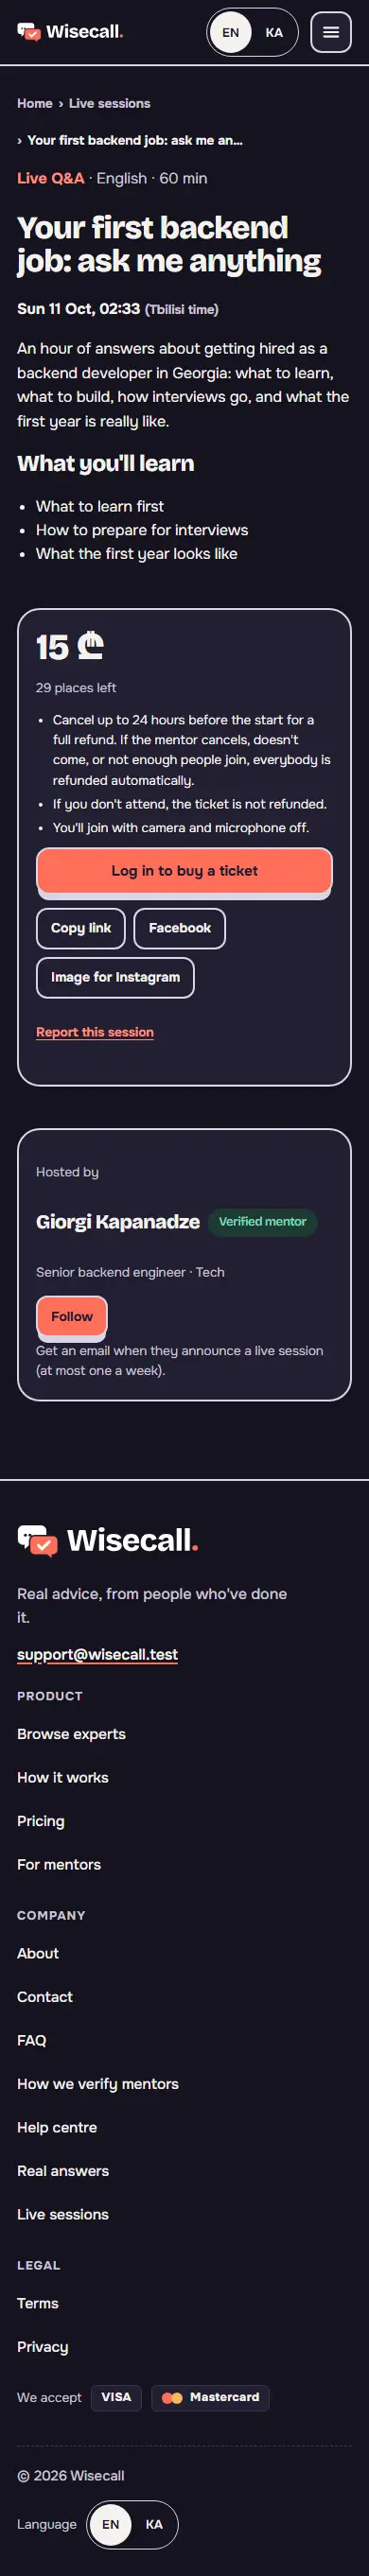 Wisecall.
EN KA
Home › Live sessions
› Your first backend job: ask me an...
Live Q&A · English · 60 min
Your first backend
job: ask me anything
Sun 11 Oct, 02:33 (Tbilisi time)
An hour of answers about getting hired as a
backend developer in Georgia: what to learn,
what to build, how interviews go, and what the
first year is really like.
What you'll learn
• What to learn first
• How to prepare for interviews
• What the first year looks like
15 ₾
29 places left
• Cancel up to 24 hours before the start for a
full refund. If the mentor cancels, doesn't
come, or not enough people join, everybody is
refunded automatically.
• If you don't attend, the ticket is not refunded.
• You'll join with camera and microphone off.
Log in to buy a ticket
Copy link Facebook
Image for Instagram
Report this session
Hosted by
Giorgi Kapanadze Verified mentor
Senior backend engineer · Tech
Follow
Get an email when they announce a live session
(at most one a week).
Wisecall.
Real advice, from people who've done
it.
support@wisecall.test
PRODUCT
Browse experts
How it works
Pricing
For mentors
COMPANY
About
Contact
FAQ
How we verify mentors
Help centre
Real answers
Live sessions
LEGAL
Terms
Privacy
We accept VISA Mastercard
© 2026 Wisecall
Language EN KA